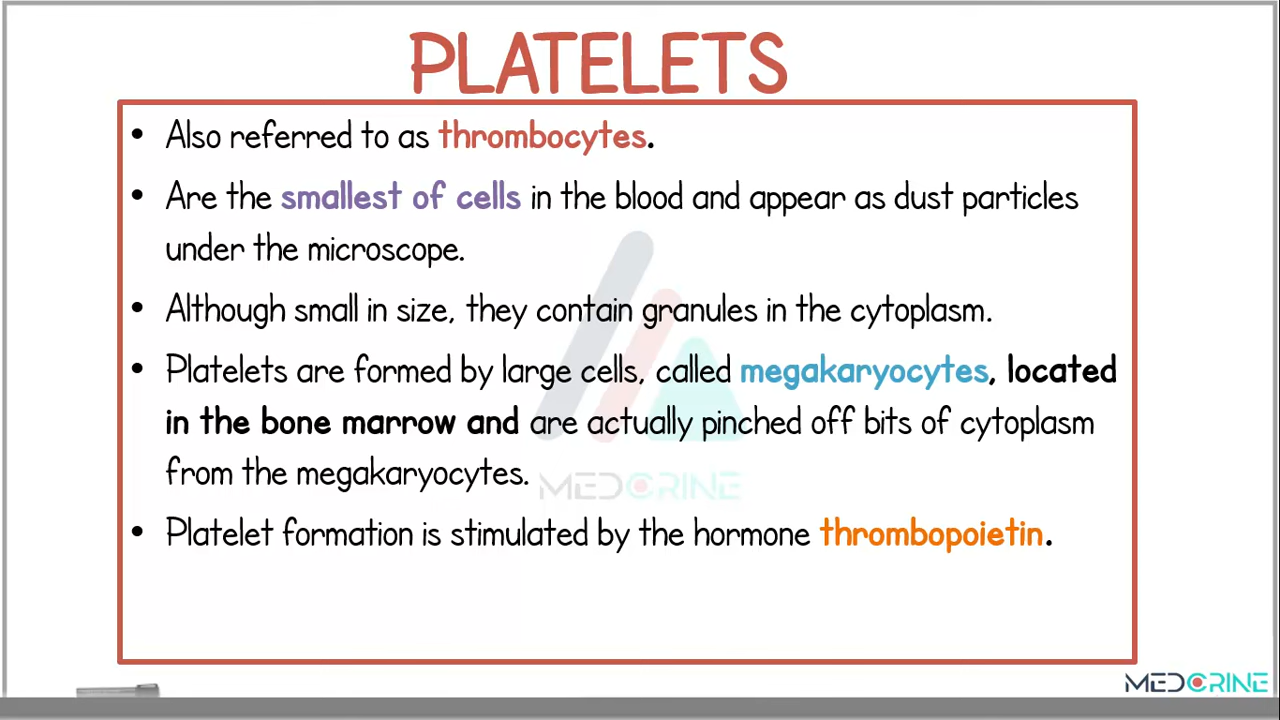 PLATELETS
• Also referred to as thrombocytes.
• Are the smallest of cells in the blood and appear as dust particles
under the microscope.
• Although small in size, they contain granules in the cytoplasm.
• Platelets are formed by large cells, called megakaryocytes, located
in the bone marrow and are actually pinched off bits of cytoplasm
from the megakaryocytes.
MEDCRINE
• Platelet formation is stimulated by the hormone thrombopoietin.
MEDCRINE